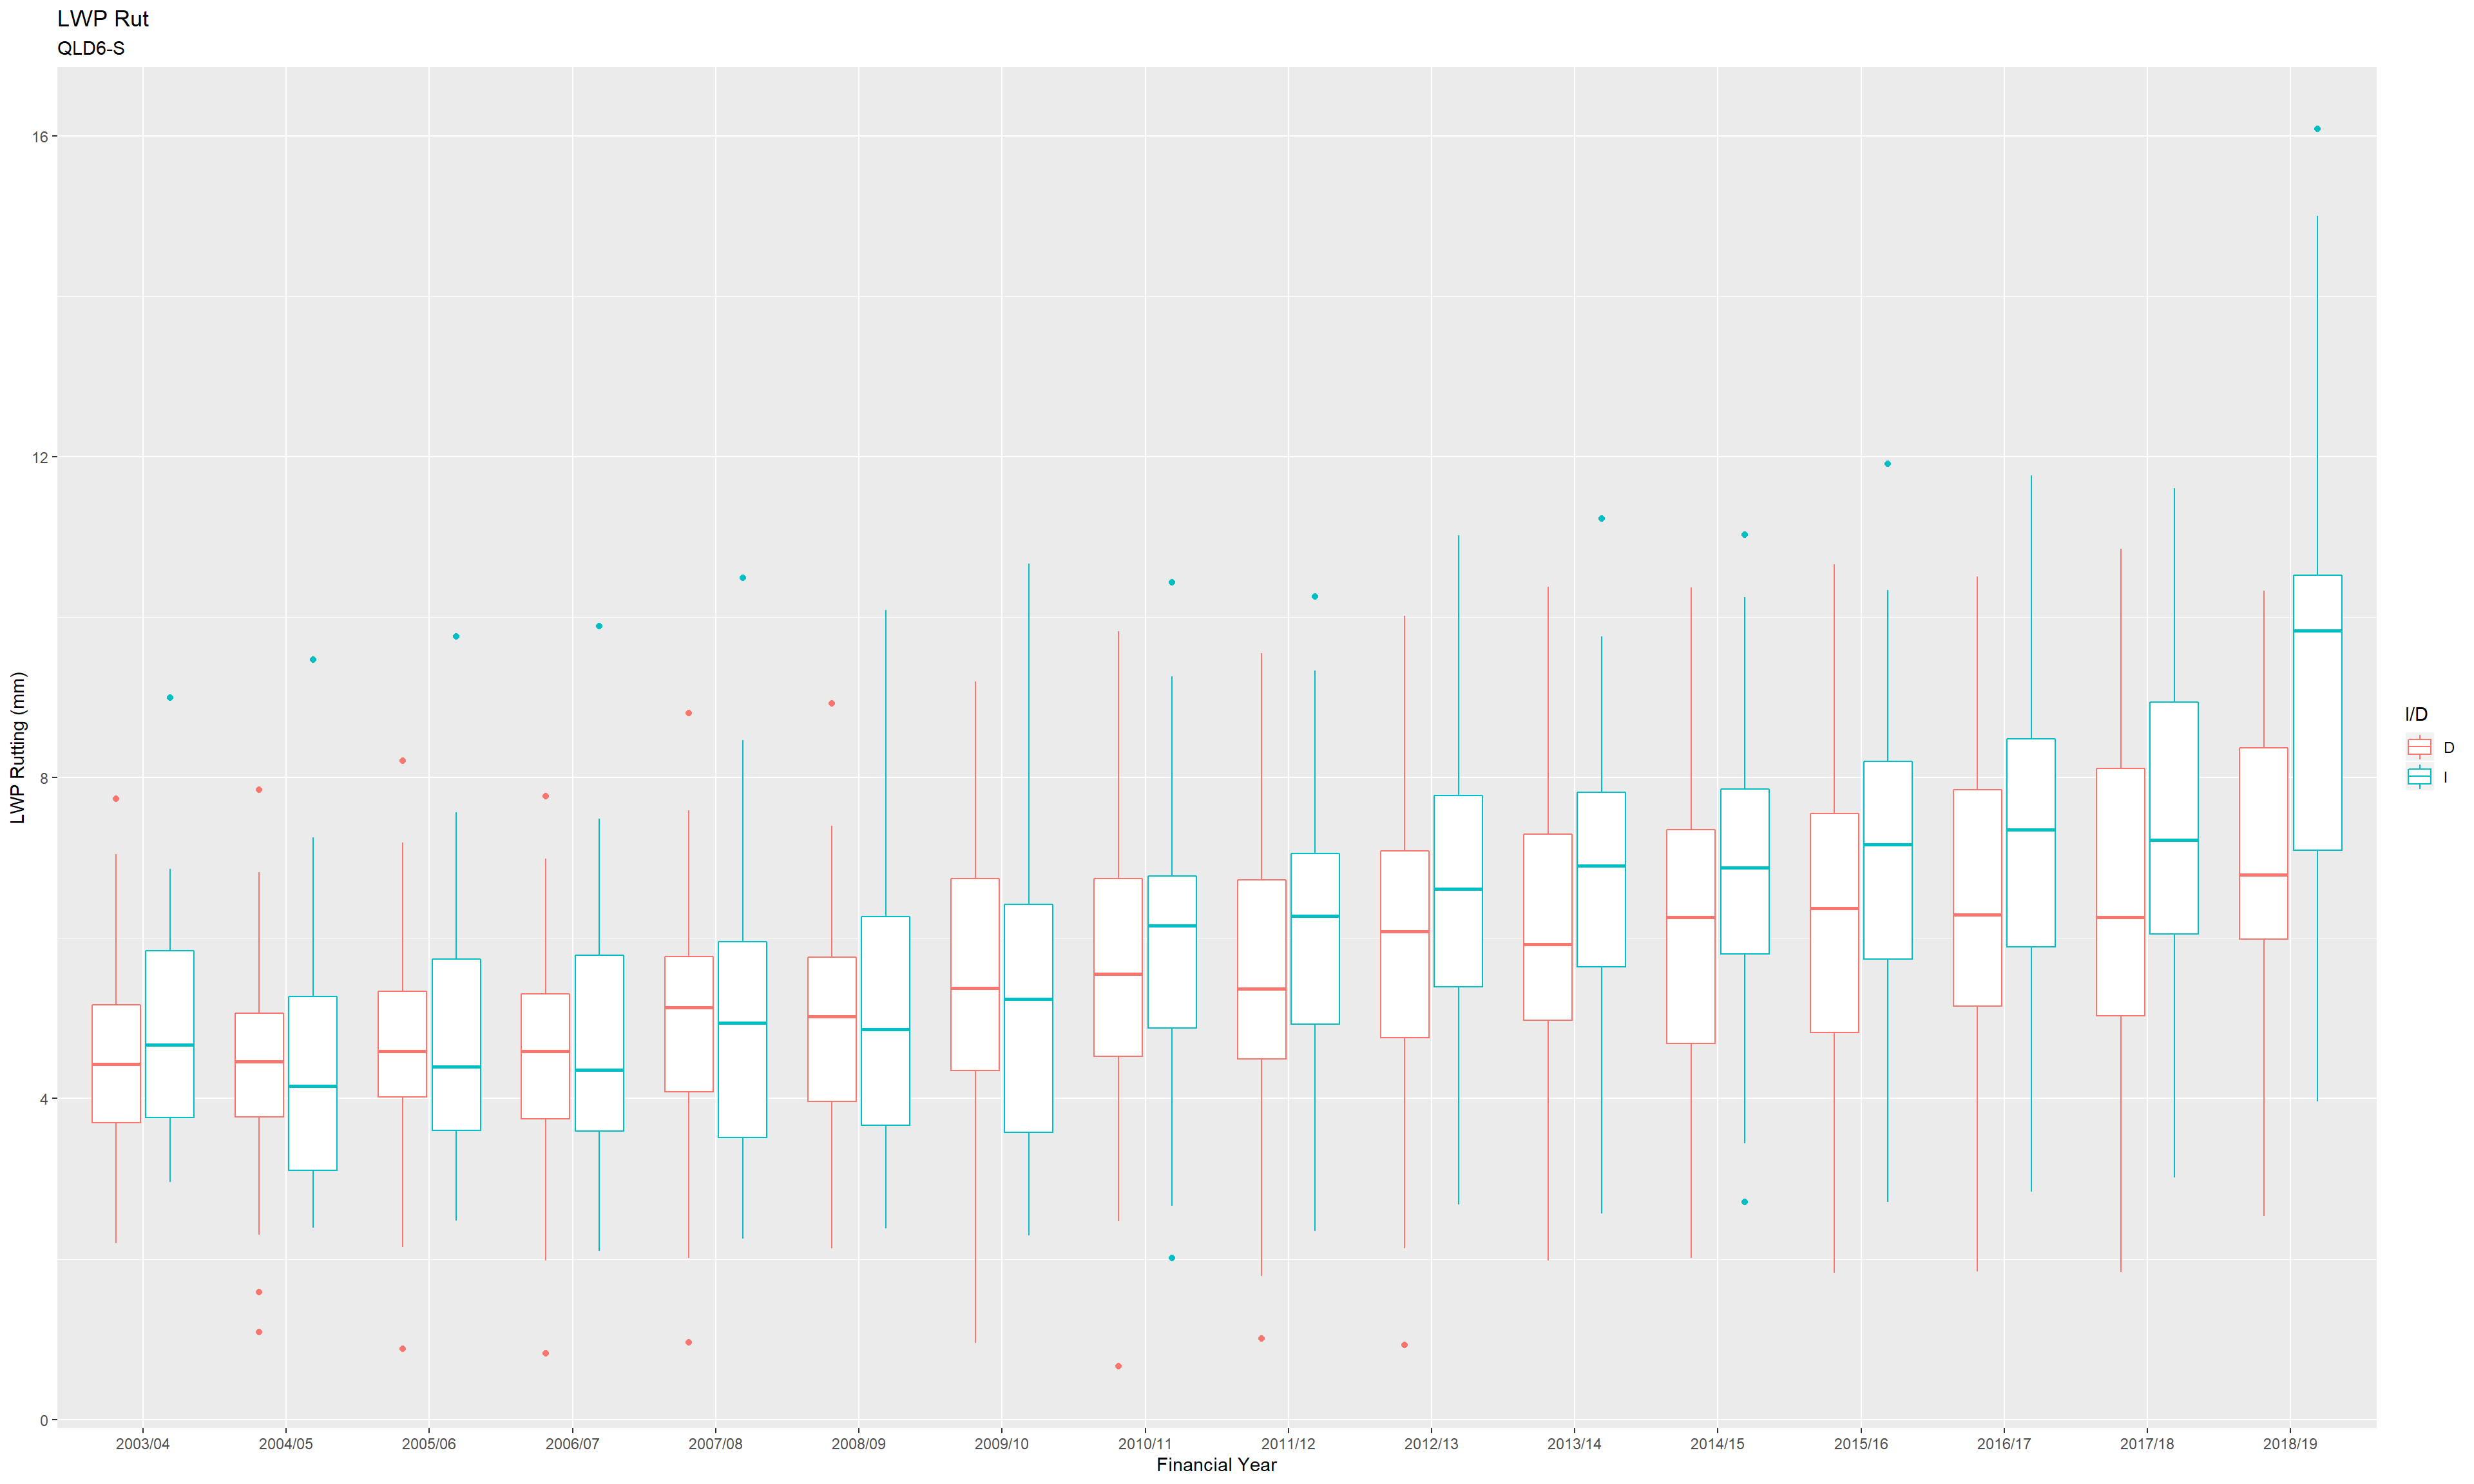 LWP Rut
QLD6-S
16
12
8
4
0
LWP Rutting (mm)
2003/04 2004/05 2005/06 2006/07 2007/08 2008/09 2009/10 2010/11 2011/12 2012/13 2013/14 2014/15 2015/16 2016/17 2017/18 2018/19
Financial Year
I/D
D
I